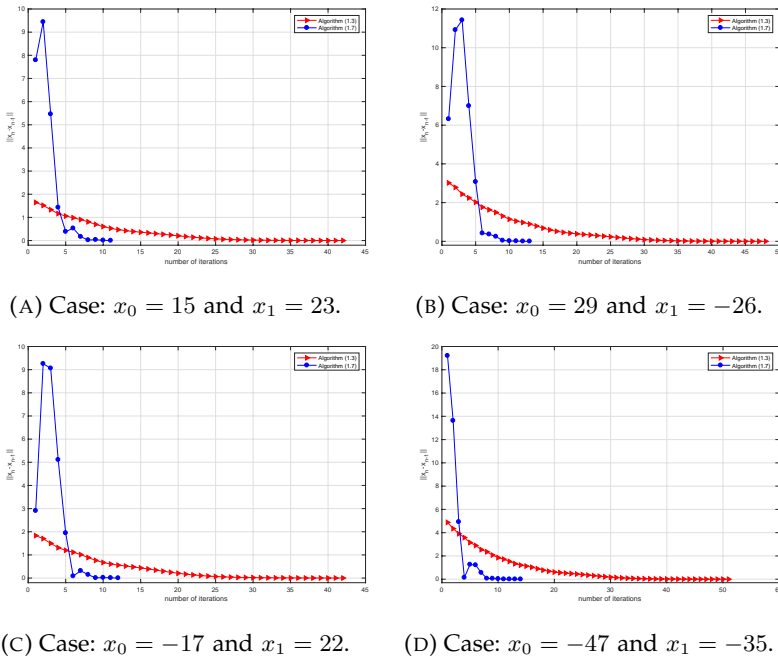 10
9
8
7
6
5
4
3
2
1
0
||x_n-x_{n-1}||
Algorithm (1.3)
Algorithm (1.7)
0 5 10 15 20 25 30 35 40 45
number of iterations
12
10
8
6
4
2
0
||x_n-x_{n-1}||
Algorithm (1.3)
Algorithm (1.7)
0 5 10 15 20 25 30 35 40 45
number of iterations
(A) Case: x_0 = 15 and x_1 = 23.
(B) Case: x_0 = 29 and x_1 = −26.
10
9
8
7
6
5
4
3
2
1
0
||x_n-x_{n-1}||
Algorithm (1.3)
Algorithm (1.7)
0 5 10 15 20 25 30 35 40 45
number of iterations
20
18
16
14
12
10
8
6
4
2
0
||x_n-x_{n-1}||
Algorithm (1.3)
Algorithm (1.7)
0 10 20 30 40 50
number of iterations
(C) Case: x_0 = −17 and x_1 = 22.
(D) Case: x_0 = −47 and x_1 = −35.